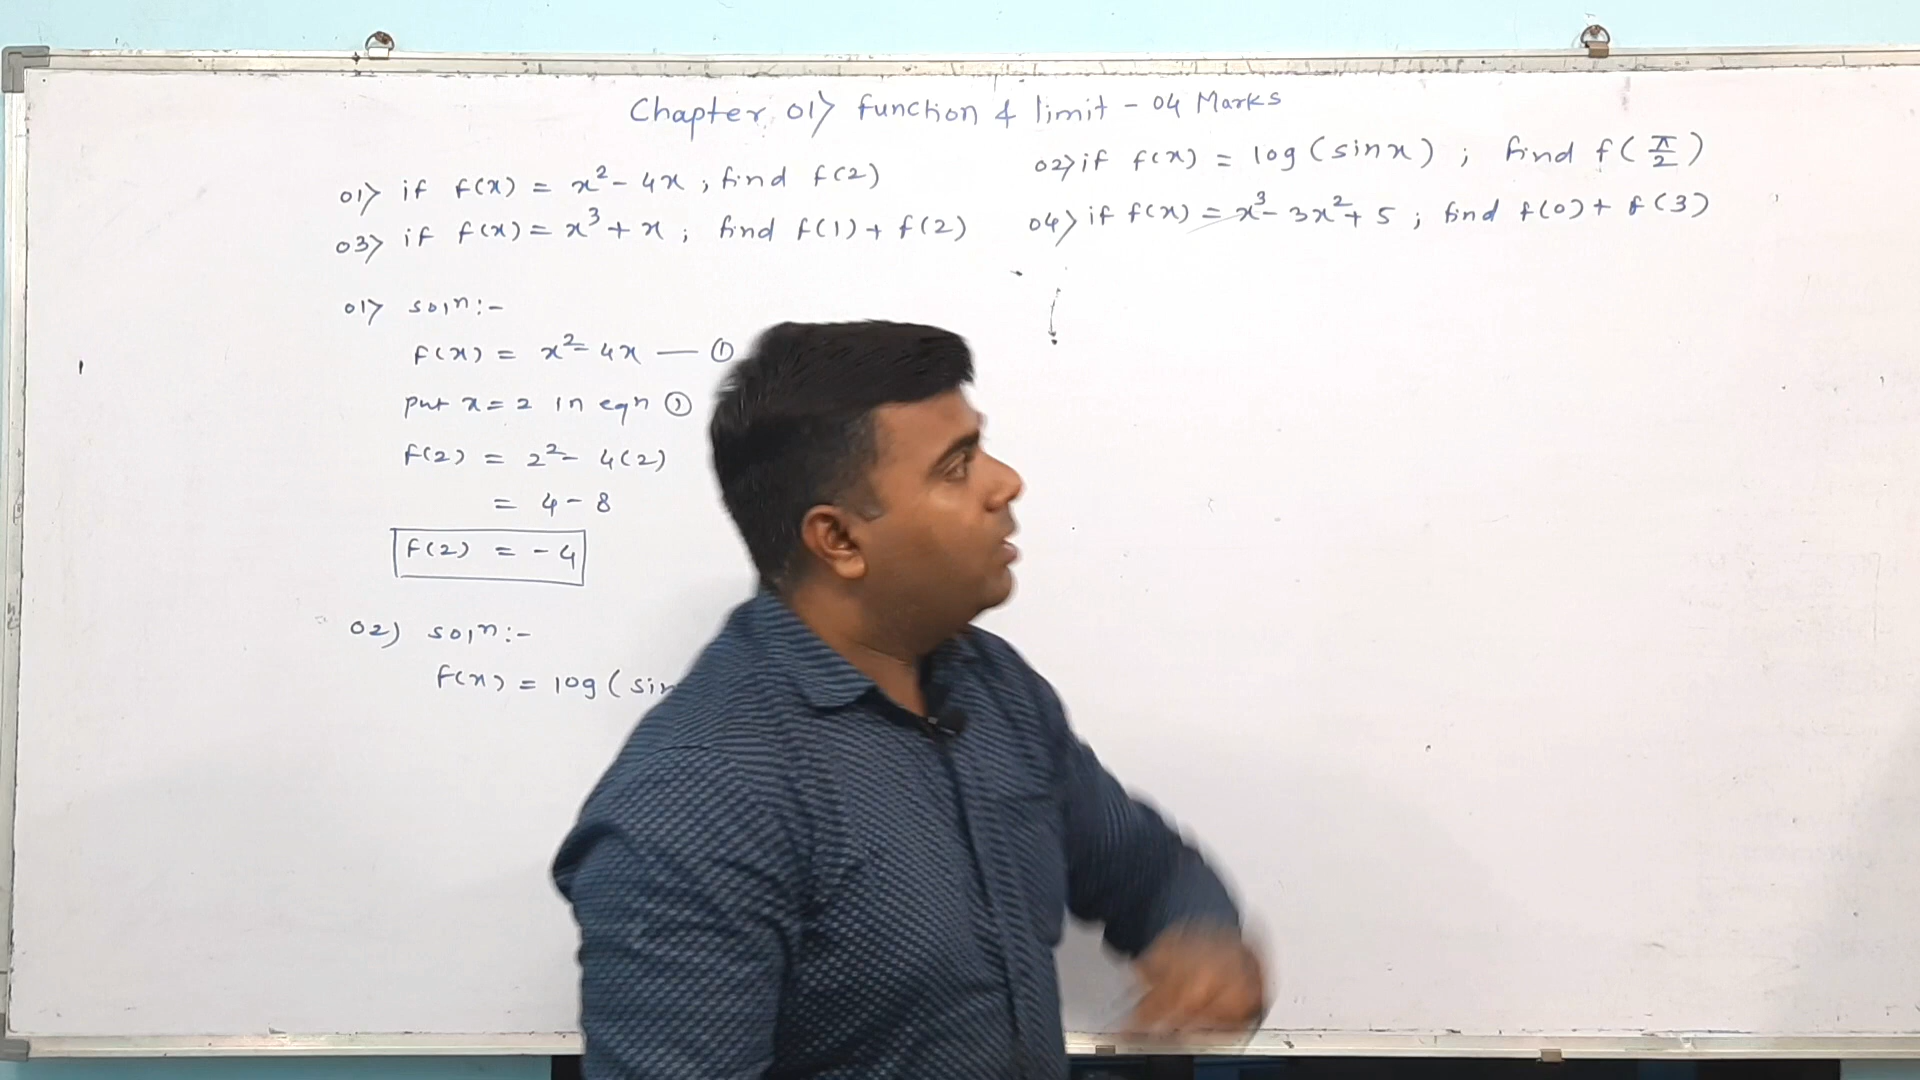 Chapter 01> function & limit - 04 Marks
01> if f(x) = x² - 4x ; find f(2)
02> if f(x) = log(sinx) ; find f(π/2)
03> if f(x) = x³ + x ; find f(1) + f(2)
04> if f(x) = x³ - 3x² + 5 ; find f(0) + f(3)
01> soln:-
f(x) = x² - 4x — ①
put x = 2 in eqn ①
f(2) = 2² - 4(2)
= 4 - 8
f(2) = - 4
02) soln:-
f(x) = log(sin